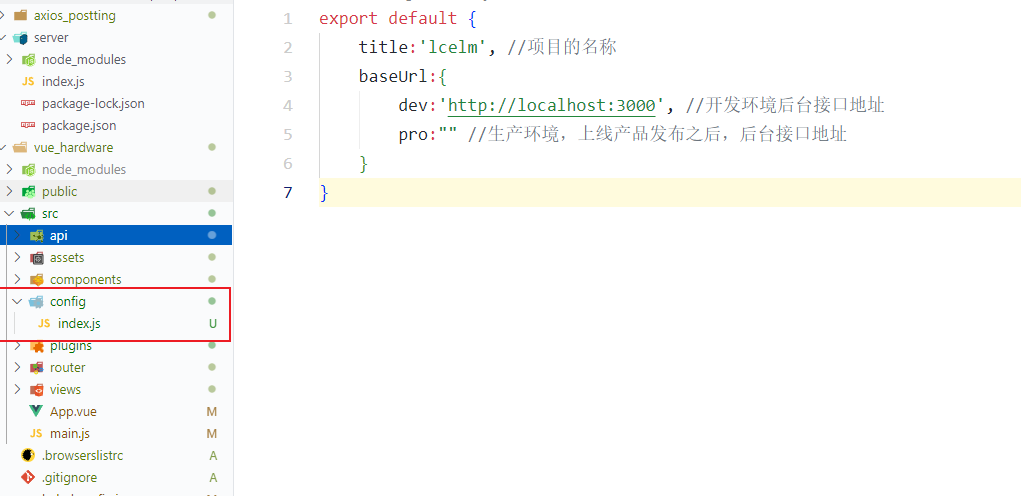 axios_postting
server
node_modules
JS index.js
package-lock.json
package.json
vue_hardware
node_modules
public
src
api
assets
components
config
JS index.js U
plugins
router
views
App.vue M
JS main.js M
.browserslistrc A
.gitignore A
1 export default {
2 title:'lcelm', //项目的名称
3 baseUrl:{
4 dev:'http://localhost:3000', //开发环境后台接口地址
5 pro:"" //生产环境，上线产品发布之后，后台接口地址
6 }
7 }